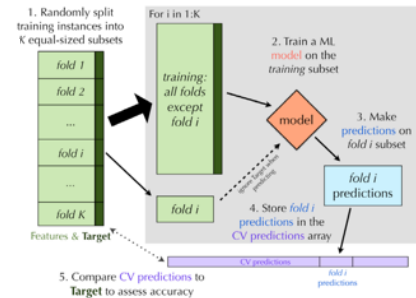 1. Randomly split
training instances into
K equal-sized subsets
fold 1
fold 2
...
fold i
...
fold K
Features & Target
For i in 1:K
training:
all folds
except
fold i
fold i
2. Train a ML
model on the
training subset
model
ignore Target when
predicting
3. Make
predictions on
fold i subset
fold i
predictions
4. Store fold i
predictions in the
CV predictions array
CV predictions
fold i
predictions
5. Compare CV predictions to
Target to assess accuracy